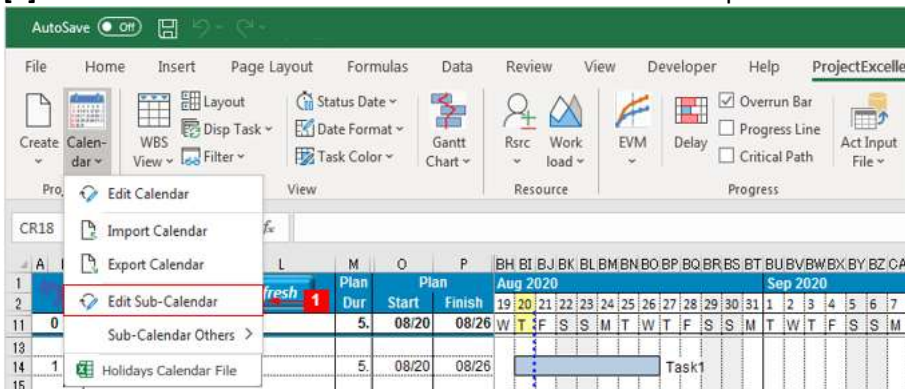 AutoSave Off
File Home Insert Page Layout Formulas Data Review View Developer Help ProjectExcelle
Layout Status Date Overrun Bar
Disp Task Date Format Progress Line
Create Calen- WBS Filter Task Color Gantt Rsrc Work EVM Delay Critical Path Act Input
dar View Chart load File
Pro View Resource Progress
Edit Calendar
CR18 fx
Import Calendar
Export Calendar
A L M O P BH BI BJ BK BL BM BN BO BP BQ BR BS BT BU BV BW BX BY BZ CA
1 Plan Plan Aug 2020 Sep 2020
Edit Sub-Calendar 1
2 fresh Dur Start Finish 19 20 21 22 23 24 25 26 27 28 29 30 31 1 2 3 4 5 6 7
11 0 5. 08/20 08/26 W T F S S M T W T F S S M T W T F S S M
Sub-Calendar Others >
13
14 1 5. 08/20 08/26 Task1
Holidays Calendar File
15